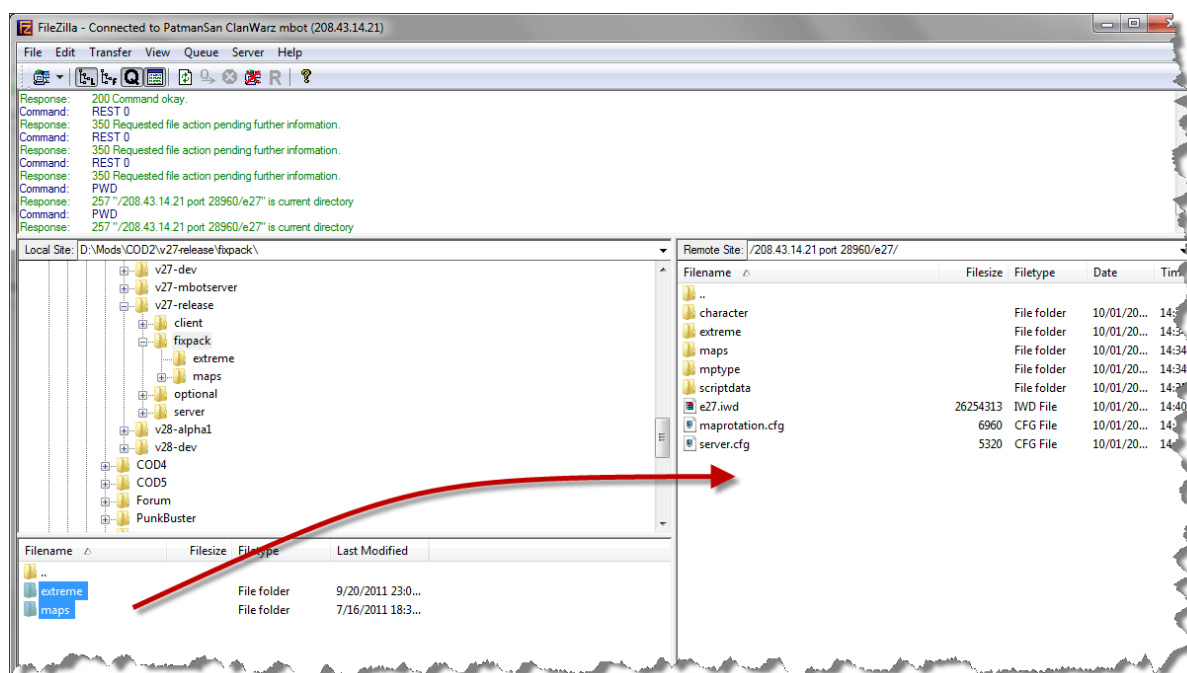 FileZilla - Connected to PatmanSan ClanWarz mbot (208.43.14.21)
File Edit Transfer View Queue Server Help
Response: 200 Command okay.
Command: REST 0
Response: 350 Requested file action pending further information.
Command: REST 0
Response: 350 Requested file action pending further information.
Command: REST 0
Response: 350 Requested file action pending further information.
Command: PWD
Response: 257 "/208.43.14.21 port 28960/e27" is current directory
Command: PWD
Response: 257 "/208.43.14.21 port 28960/e27" is current directory
Local Site: D:\Mods\COD2\v27-release\fixpack\
v27-dev
v27-mbotserver
v27-release
client
fixpack
extreme
maps
optional
server
v28-alpha1
v28-dev
COD4
COD5
Forum
PunkBuster
Filename Filesize Filetype Last Modified
..
extreme File folder 9/20/2011 23:0...
maps File folder 7/16/2011 18:3...
Remote Site: /208.43.14.21 port 28960/e27/
Filename Filesize Filetype Date
..
character File folder 10/01/20...
extreme File folder 10/01/20...
maps File folder 10/01/20... 14:34
mptype File folder 10/01/20... 14:34
scriptdata File folder 10/01/20...
e27.iwd 26254313 IWD File 10/01/20... 14:40
maprotation.cfg 6960 CFG File 10/01/20...
server.cfg 5320 CFG File 10/01/20...